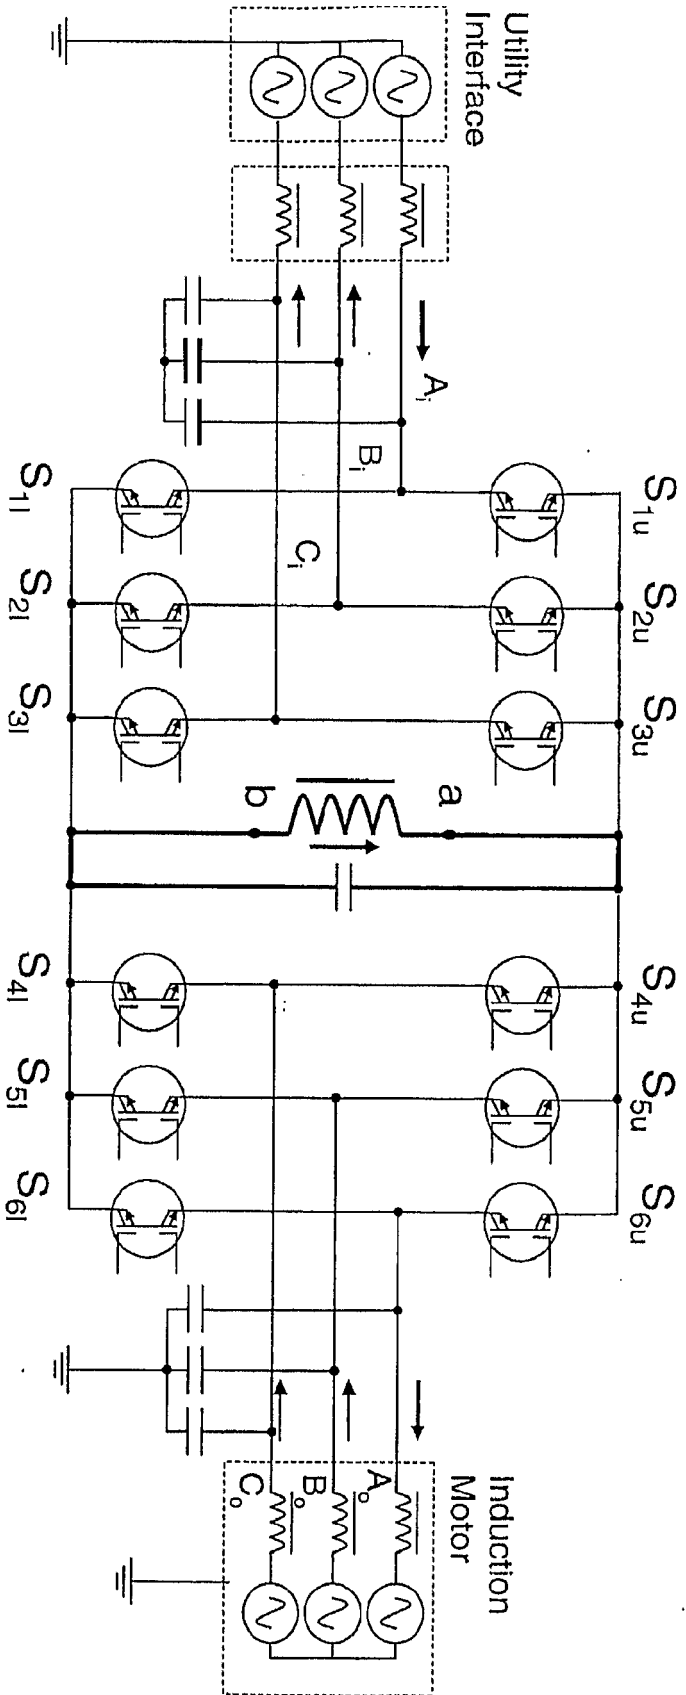 Utility
Interface
A_i
B_i
C_i
S_1u
S_2u
S_3u
S_1l
S_2l
S_3l
a
b
S_4u
S_5u
S_6u
S_4l
S_5l
S_6l
Induction
Motor
A_o
B_o
C_o